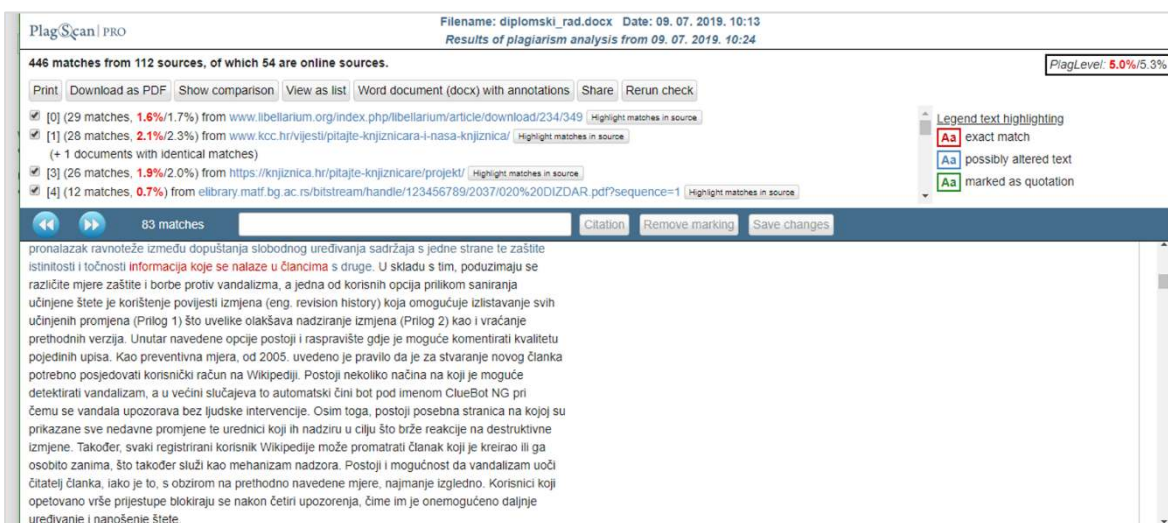 PlagScan | PRO
Filename: diplomski_rad.docx Date: 09. 07. 2019. 10:13
Results of plagiarism analysis from 09. 07. 2019. 10:24
446 matches from 112 sources, of which 54 are online sources.
PlagLevel: 5.0%/5.3%
Print Download as PDF Show comparison View as list Word document (docx) with annotations Share Rerun check
[0] (29 matches, 1.6%/1.7%) from www.libellarium.org/index.php/libellarium/article/download/234/349 Highlight matches in source
[1] (28 matches, 2.1%/2.3%) from www.kcc.hr/vijesti/pitajte-knjiznicara-i-nasa-knjiznica/ Highlight matches in source
(+ 1 documents with identical matches)
[3] (26 matches, 1.9%/2.0%) from https://knjiznica.hr/pitajte-knjiznicare/projekt/ Highlight matches in source
[4] (12 matches, 0.7%) from elibrary.matf.bg.ac.rs/bitstream/handle/123456789/2037/020%20DIZDAR.pdf?sequence=1 Highlight matches in source
Legend text highlighting
Aa exact match
Aa possibly altered text
Aa marked as quotation
83 matches Citation Remove marking Save changes
pronalazak ravnoteže između dopuštanja slobodnog uređivanja sadržaja s jedne strane te zaštite
istinitosti i točnosti informacija koje se nalaze u člancima s druge. U skladu s tim, poduzimaju se
različite mjere zaštite i borbe protiv vandalizma, a jedna od korisnih opcija prilikom saniranja
učinjene štete je korištenje povijesti izmjena (eng. revision history) koja omogućuje izlistavanje svih
učinjenih promjena (Prilog 1) što uvelike olakšava nadziranje izmjena (Prilog 2) kao i vraćanje
prethodnih verzija. Unutar navedene opcije postoji i raspravište gdje je moguće komentirati kvalitetu
pojedinih upisa. Kao preventivna mjera, od 2005. uvedeno je pravilo da je za stvaranje novog članka
potrebno posjedovati korisnički račun na Wikipediji. Postoji nekoliko načina na koji je moguće
detektirati vandalizam, a u većini slučajeva to automatski čini bot pod imenom ClueBot NG pri
čemu se vandala upozorava bez ljudske intervencije. Osim toga, postoji posebna stranica na kojoj su
prikazane sve nedavne promjene te urednici koji ih nadziru u cilju što brže reakcije na destruktivne
izmjene. Također, svaki registrirani korisnik Wikipedije može promatrati članak koji je kreirao ili ga
osobito zanima, što također služi kao mehanizam nadzora. Postoji i mogućnost da vandalizam uoči
čitatelj članka, iako je to, s obzirom na prethodno navedene mjere, najmanje izgledno. Korisnici koji
opetovano vrše prijestupe blokiraju se nakon četiri upozorenja, čime im je onemogućeno daljnje
uređivanje i nanošenje štete.